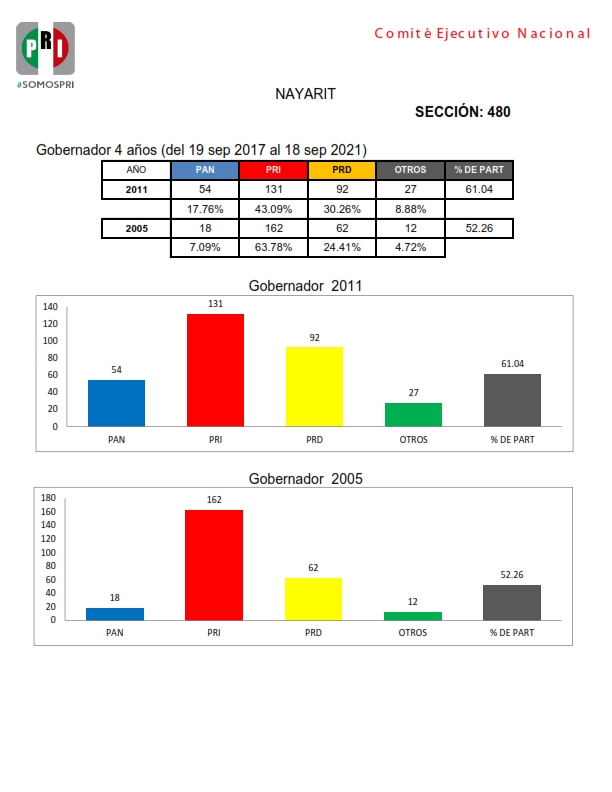 Comité Ejecutivo Nacional
PRI
#SOMOSPRI
NAYARIT
SECCIÓN: 480
Gobernador 4 años (del 19 sep 2017 al 18 sep 2021)
AÑO PAN PRI PRD OTROS % DE PART
2011 54 131 92 27 61.04
17.76% 43.09% 30.26% 8.88%
2005 18 162 62 12 52.26
7.09% 63.78% 24.41% 4.72%
Gobernador 2011
140
120
100
80
60
40
20
0
54
131
92
27
61.04
PAN PRI PRD OTROS % DE PART
Gobernador 2005
180
160
140
120
100
80
60
40
20
0
18
162
62
12
52.26
PAN PRI PRD OTROS % DE PART